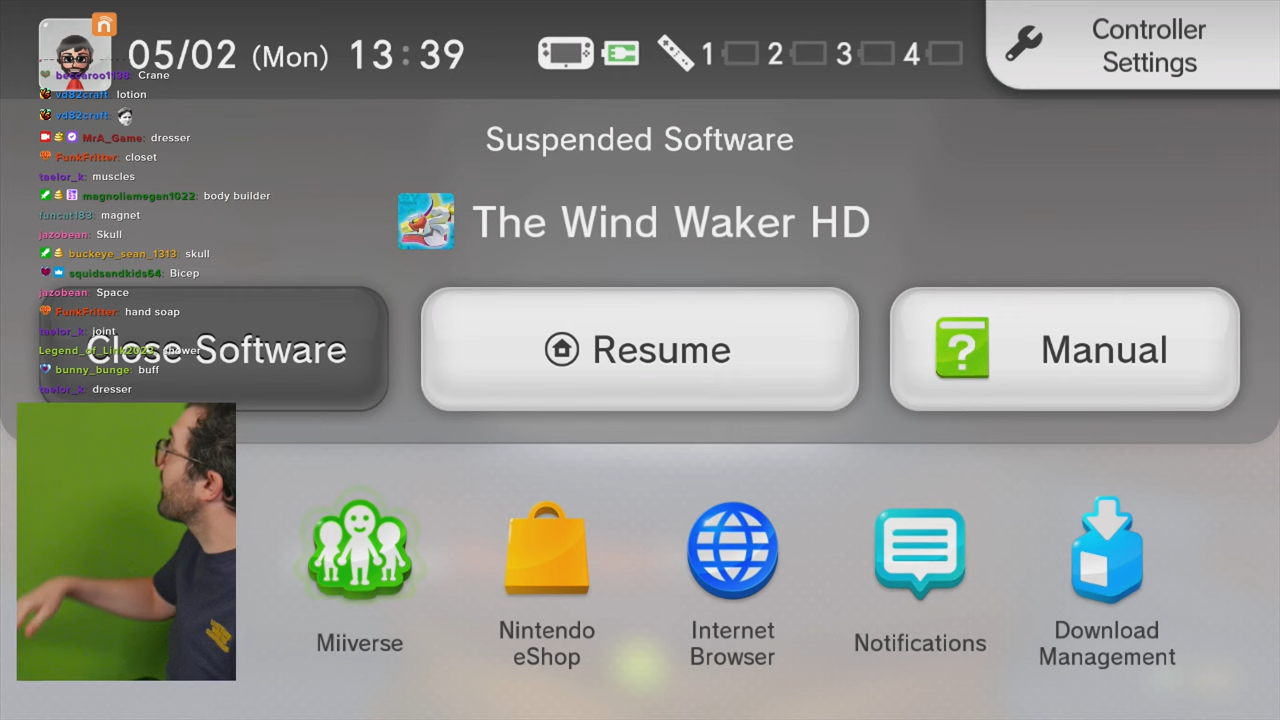 05/02 (Mon) 13:39
1 2 3 4
Controller
Settings
beccaroo1138: Crane
vd82craft: lotion
vd82craft:
MrA_Game: dresser
FunkFritter: closet
taelor_k: muscles
magnoliamegan1022: body builder
funcat183: magnet
jazobean: Skull
buckeye_sean_1313 skull
squidsandkids64: Bicep
jazobean: Space
FunkFritter: hand soap
taelor_k: joint
Legend_of_Link2023: shower
bunny_bunge: buff
taelor_k: dresser
Suspended Software
The Wind Waker HD
Close Software
Resume
? Manual
Miiverse
Nintendo
eShop
Internet
Browser
Notifications
Download
Management